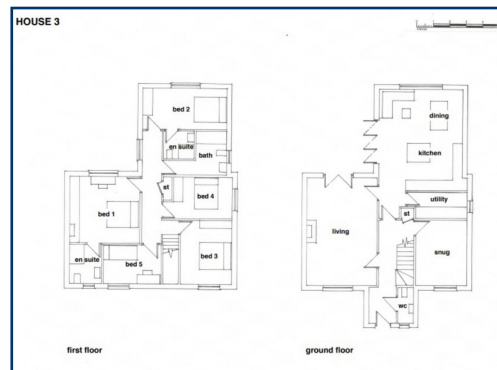 HOUSE 3
bed 2
en suite
bath
st
bed 4
bed 1
en suite
bed 5
bed 3
first floor
dining
kitchen
utility
st
living
snug
wc
ground floor